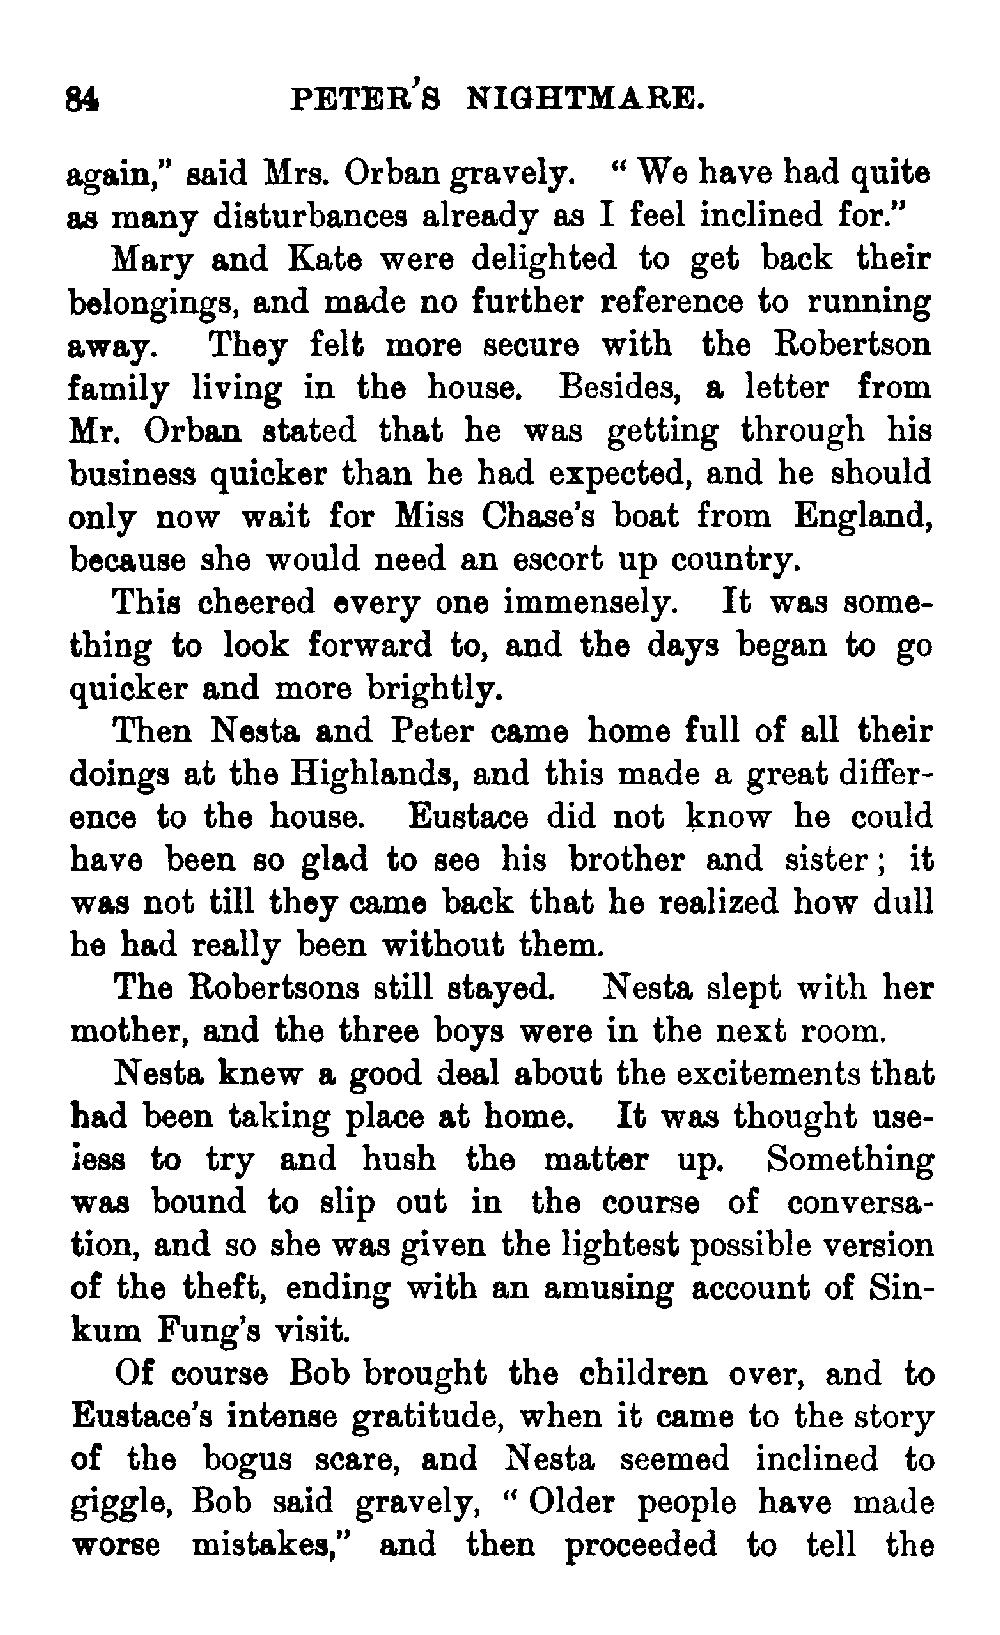 84 PETER'S NIGHTMARE.
again," said Mrs. Orban gravely. "We have had quite
as many disturbances already as I feel inclined for."
Mary and Kate were delighted to get back their
belongings, and made no further reference to running
away. They felt more secure with the Robertson
family living in the house. Besides, a letter from
Mr. Orban stated that he was getting through his
business quicker than he had expected, and he should
only now wait for Miss Chase's boat from England,
because she would need an escort up country.
This cheered every one immensely. It was some-
thing to look forward to, and the days began to go
quicker and more brightly.
Then Nesta and Peter came home full of all their
doings at the Highlands, and this made a great differ-
ence to the house. Eustace did not know he could
have been so glad to see his brother and sister; it
was not till they came back that he realized how dull
he had really been without them.
The Robertsons still stayed. Nesta slept with her
mother, and the three boys were in the next room.
Nesta knew a good deal about the excitements that
had been taking place at home. It was thought use-
less to try and hush the matter up. Something
was bound to slip out in the course of conversa-
tion, and so she was given the lightest possible version
of the theft, ending with an amusing account of Sin-
kum Fung's visit.
Of course Bob brought the children over, and to
Eustace's intense gratitude, when it came to the story
of the bogus scare, and Nesta seemed inclined to
giggle, Bob said gravely, "Older people have made
worse mistakes," and then proceeded to tell the